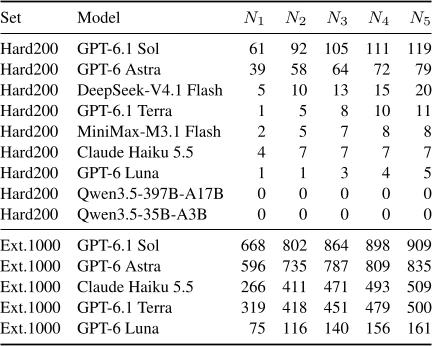 Set Model N1 N2 N3 N4 N5
Hard200 GPT-6.1 Sol 61 92 105 111 119
Hard200 GPT-6 Astra 39 58 64 72 79
Hard200 DeepSeek-V4.1 Flash 5 10 13 15 20
Hard200 GPT-6.1 Terra 1 5 8 10 11
Hard200 MiniMax-M3.1 Flash 2 5 7 8 8
Hard200 Claude Haiku 5.5 4 7 7 7 7
Hard200 GPT-6 Luna 1 1 3 4 5
Hard200 Qwen3.5-397B-A17B 0 0 0 0 0
Hard200 Qwen3.5-35B-A3B 0 0 0 0 0
Ext.1000 GPT-6.1 Sol 668 802 864 898 909
Ext.1000 GPT-6 Astra 596 735 787 809 835
Ext.1000 Claude Haiku 5.5 266 411 471 493 509
Ext.1000 GPT-6.1 Terra 319 418 451 479 500
Ext.1000 GPT-6 Luna 75 116 140 156 161